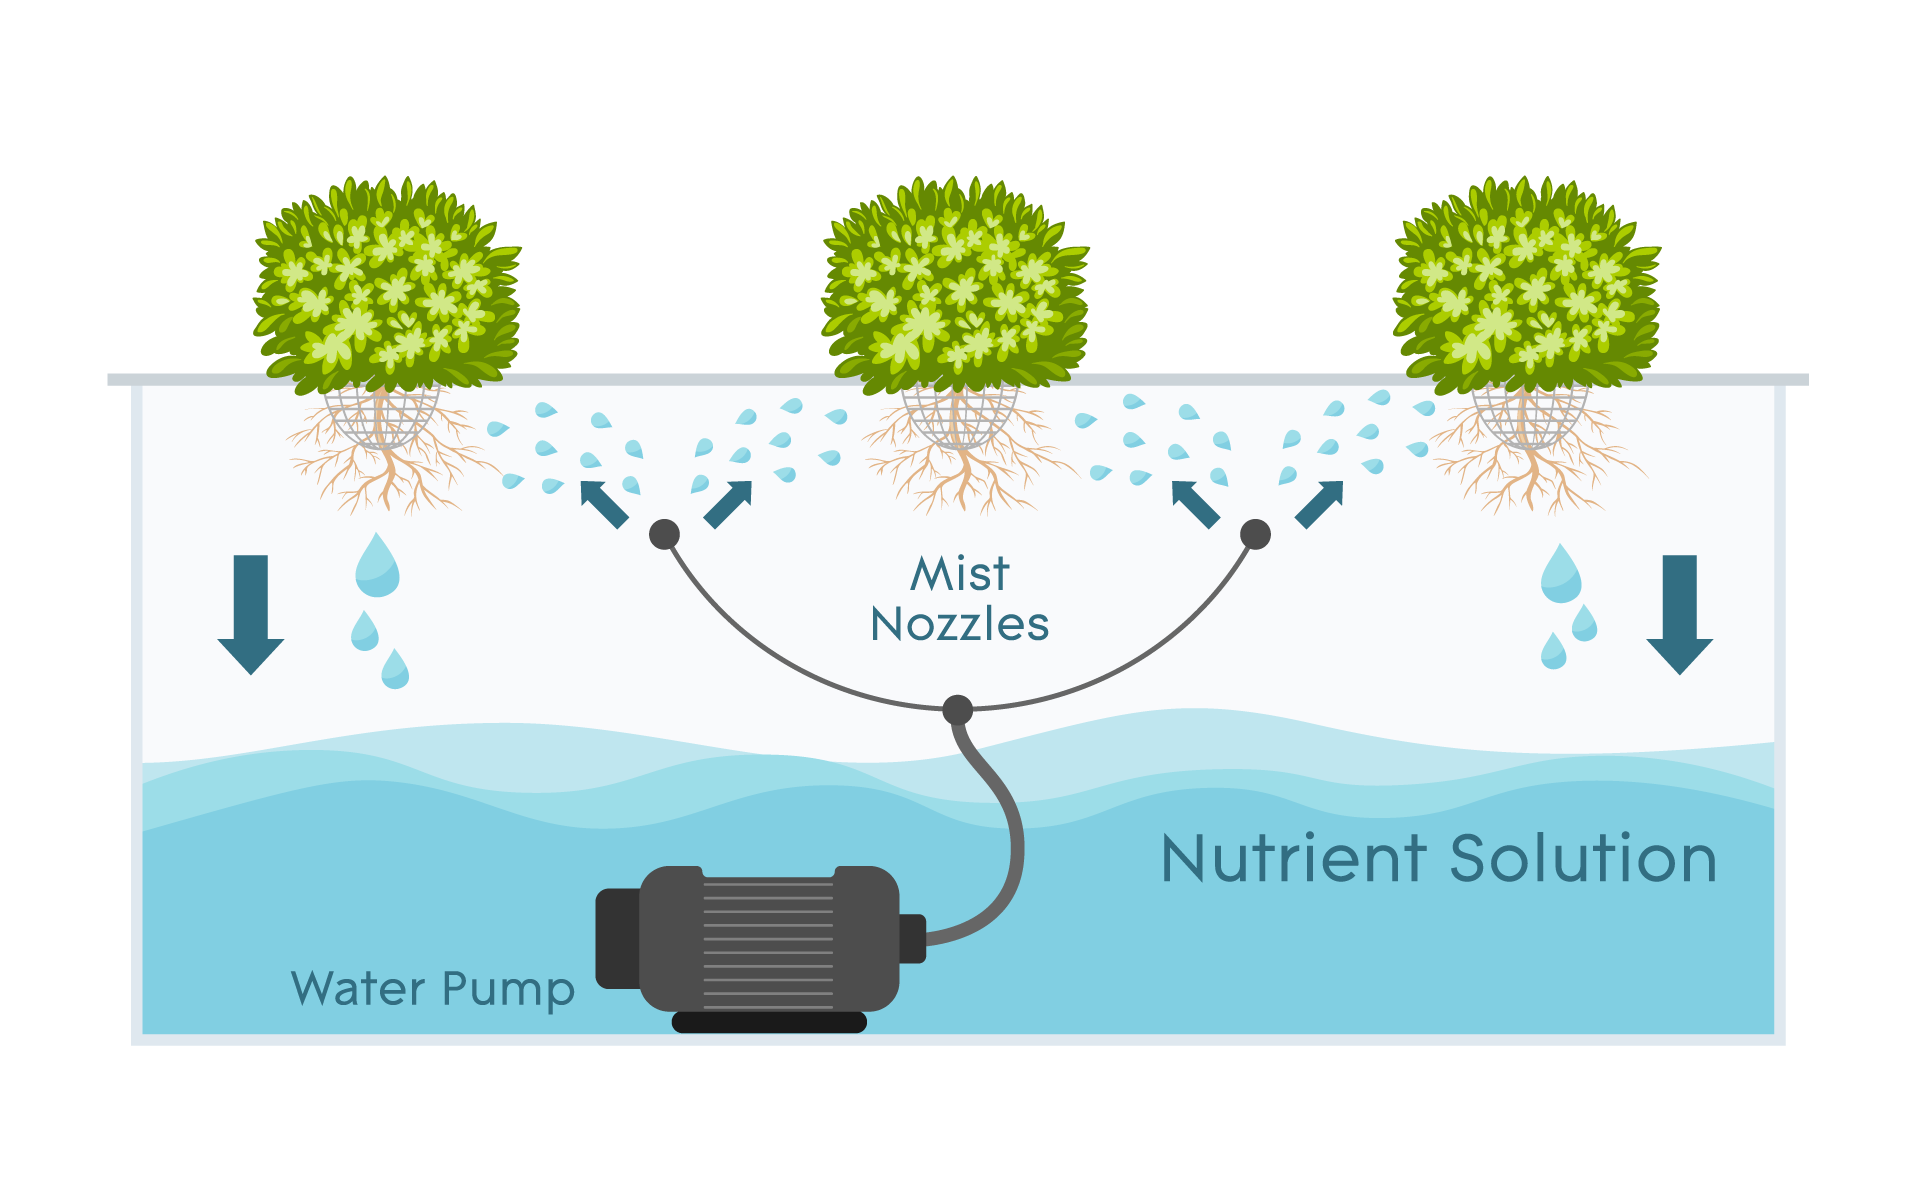 Mist
Nozzles
Nutrient Solution
Water Pump